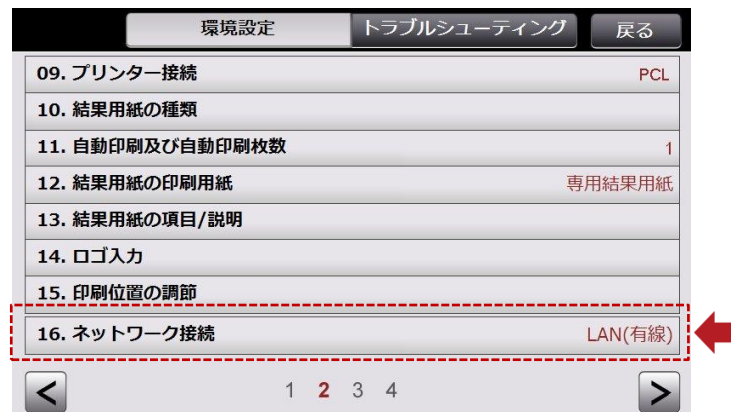 環境設定 トラブルシューティング 戻る
09. プリンター接続 PCL
10. 結果用紙の種類
11. 自動印刷及び自動印刷枚数 1
12. 結果用紙の印刷用紙 専用結果用紙
13. 結果用紙の項目/説明
14. ロゴ入力
15. 印刷位置の調節
16. ネットワーク接続 LAN(有線)
< 1 2 3 4 >